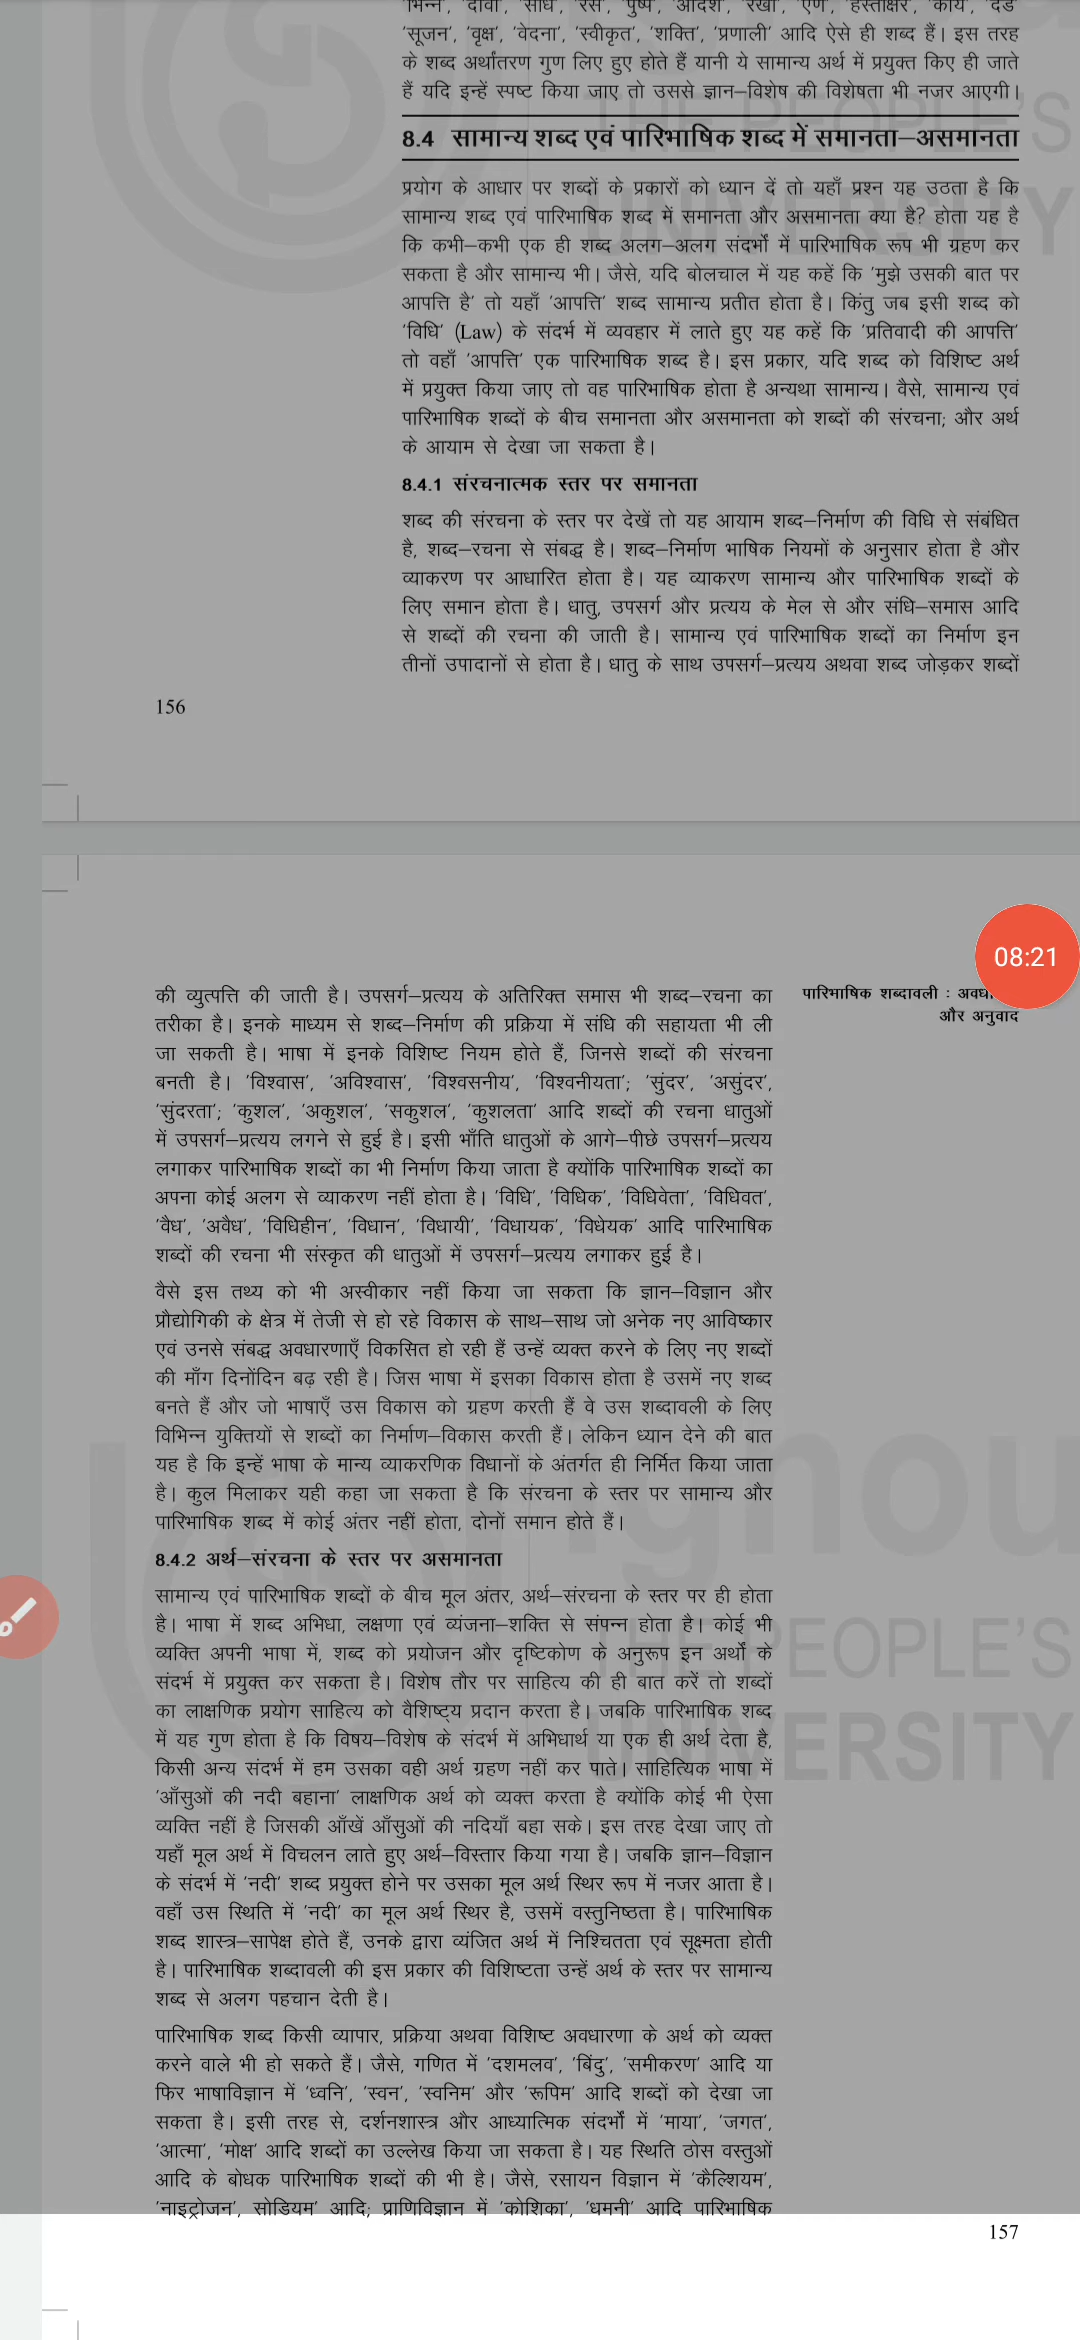 'भिन्न', 'दावा', 'साध', 'रस', 'पुष्प', 'आदेश', 'रेखा', 'एण', 'हस्ताक्षर', 'कार्य', 'दंड'
'सूजन', 'वृक्ष', 'वेदना', 'स्वीकृत', 'शक्ति', 'प्रणाली' आदि ऐसे ही शब्द हैं। इस तरह
के शब्द अर्थांतरण गुण लिए हुए होते हैं यानी ये सामान्य अर्थ में प्रयुक्त किए ही जाते
हैं यदि इन्हें स्पष्ट किया जाए तो उससे ज्ञान–विशेष की विशेषता भी नजर आएगी।
8.4 सामान्य शब्द एवं पारिभाषिक शब्द में समानता–असमानता
प्रयोग के आधार पर शब्दों के प्रकारों को ध्यान दें तो यहाँ प्रश्न यह उठता है कि
सामान्य शब्द एवं पारिभाषिक शब्द में समानता और असमानता क्या है? होता यह है
कि कभी–कभी एक ही शब्द अलग–अलग संदर्भों में पारिभाषिक रूप भी ग्रहण कर
सकता है और सामान्य भी। जैसे, यदि बोलचाल में यह कहें कि 'मुझे उसकी बात पर
आपत्ति है' तो यहाँ 'आपत्ति' शब्द सामान्य प्रतीत होता है। किंतु जब इसी शब्द को
'विधि' (Law) के संदर्भ में व्यवहार में लाते हुए यह कहें कि 'प्रतिवादी की आपत्ति'
तो वहाँ 'आपत्ति' एक पारिभाषिक शब्द है। इस प्रकार, यदि शब्द को विशिष्ट अर्थ
में प्रयुक्त किया जाए तो वह पारिभाषिक होता है अन्यथा सामान्य। वैसे, सामान्य एवं
पारिभाषिक शब्दों के बीच समानता और असमानता को शब्दों की संरचना; और अर्थ
के आयाम से देखा जा सकता है।
8.4.1 संरचनात्मक स्तर पर समानता
शब्द की संरचना के स्तर पर देखें तो यह आयाम शब्द–निर्माण की विधि से संबंधित
है, शब्द–रचना से संबद्ध है। शब्द–निर्माण भाषिक नियमों के अनुसार होता है और
व्याकरण पर आधारित होता है। यह व्याकरण सामान्य और पारिभाषिक शब्दों के
लिए समान होता है। धातु, उपसर्ग और प्रत्यय के मेल से और संधि–समास आदि
से शब्दों की रचना की जाती है। सामान्य एवं पारिभाषिक शब्दों का निर्माण इन
तीनों उपादानों से होता है। धातु के साथ उपसर्ग–प्रत्यय अथवा शब्द जोड़कर शब्दों
156
08:21
पारिभाषिक शब्दावली :
और अनुवाद
की व्युत्पत्ति की जाती है। उपसर्ग–प्रत्यय के अतिरिक्त समास भी शब्द–रचना का
तरीका है। इनके माध्यम से शब्द–निर्माण की प्रक्रिया में संधि की सहायता भी ली
जा सकती है। भाषा में इनके विशिष्ट नियम होते हैं, जिनसे शब्दों की संरचना
बनती है। 'विश्वास', 'अविश्वास', 'विश्वसनीय', 'विश्वनीयता'; 'सुंदर', 'असुंदर',
'सुंदरता'; 'कुशल', 'अकुशल', 'सकुशल', 'कुशलता' आदि शब्दों की रचना धातुओं
में उपसर्ग–प्रत्यय लगने से हुई है। इसी भाँति धातुओं के आगे–पीछे उपसर्ग–प्रत्यय
लगाकर पारिभाषिक शब्दों का भी निर्माण किया जाता है क्योंकि पारिभाषिक शब्दों का
अपना कोई अलग से व्याकरण नहीं होता है। 'विधि', 'विधिक', 'विधिवेता', 'विधिवत',
'वैध', 'अवैध', 'विधिहीन', 'विधान', 'विधायी', 'विधायक', 'विधेयक' आदि पारिभाषिक
शब्दों की रचना भी संस्कृत की धातुओं में उपसर्ग–प्रत्यय लगाकर हुई है।
वैसे इस तथ्य को भी अस्वीकार नहीं किया जा सकता कि ज्ञान–विज्ञान और
प्रौद्योगिकी के क्षेत्र में तेजी से हो रहे विकास के साथ–साथ जो अनेक नए आविष्कार
एवं उनसे संबद्ध अवधारणाएँ विकसित हो रही हैं उन्हें व्यक्त करने के लिए नए शब्दों
की माँग दिनोंदिन बढ़ रही है। जिस भाषा में इसका विकास होता है उसमें नए शब्द
बनते हैं और जो भाषाएँ उस विकास को ग्रहण करती हैं वे उस शब्दावली के लिए
विभिन्न युक्तियों से शब्दों का निर्माण–विकास करती हैं। लेकिन ध्यान देने की बात
यह है कि इन्हें भाषा के मान्य व्याकरणिक विधानों के अंतर्गत ही निर्मित किया जाता
है। कुल मिलाकर यही कहा जा सकता है कि संरचना के स्तर पर सामान्य और
पारिभाषिक शब्द में कोई अंतर नहीं होता, दोनों समान होते हैं।
8.4.2 अर्थ–संरचना के स्तर पर असमानता
सामान्य एवं पारिभाषिक शब्दों के बीच मूल अंतर, अर्थ–संरचना के स्तर पर ही होता
है। भाषा में शब्द अभिधा, लक्षणा एवं व्यंजना–शक्ति से संपन्न होता है। कोई भी
व्यक्ति अपनी भाषा में, शब्द को प्रयोजन और दृष्टिकोण के अनुरूप इन अर्थों के
संदर्भ में प्रयुक्त कर सकता है। विशेष तौर पर साहित्य की ही बात करें तो शब्दों
का लाक्षणिक प्रयोग साहित्य को वैशिष्ट्य प्रदान करता है। जबकि पारिभाषिक शब्द
में यह गुण होता है कि विषय–विशेष के संदर्भ में अभिधार्थ या एक ही अर्थ देता है,
किसी अन्य संदर्भ में हम उसका वही अर्थ ग्रहण नहीं कर पाते। साहित्यिक भाषा में
'आँसुओं की नदी बहाना' लाक्षणिक अर्थ को व्यक्त करता है क्योंकि कोई भी ऐसा
व्यक्ति नहीं है जिसकी आँखें आँसुओं की नदियाँ बहा सके। इस तरह देखा जाए तो
यहाँ मूल अर्थ में विचलन लाते हुए अर्थ–विस्तार किया गया है। जबकि ज्ञान–विज्ञान
के संदर्भ में 'नदी' शब्द प्रयुक्त होने पर उसका मूल अर्थ स्थिर रूप में नजर आता है।
वहाँ उस स्थिति में 'नदी' का मूल अर्थ स्थिर है, उसमें वस्तुनिष्ठता है। पारिभाषिक
शब्द शास्त्र–सापेक्ष होते हैं, उनके द्वारा व्यंजित अर्थ में निश्चितता एवं सूक्ष्मता होती
है। पारिभाषिक शब्दावली की इस प्रकार की विशिष्टता उन्हें अर्थ के स्तर पर सामान्य
शब्द से अलग पहचान देती है।
पारिभाषिक शब्द किसी व्यापार, प्रक्रिया अथवा विशिष्ट अवधारणा के अर्थ को व्यक्त
करने वाले भी हो सकते हैं। जैसे, गणित में 'दशमलव', 'बिंदु', 'समीकरण' आदि या
फिर भाषाविज्ञान में 'ध्वनि', 'स्वन', 'स्वनिम' और 'रूपिम' आदि शब्दों को देखा जा
सकता है। इसी तरह से, दर्शनशास्त्र और आध्यात्मिक संदर्भों में 'माया', 'जगत',
'आत्मा', 'मोक्ष' आदि शब्दों का उल्लेख किया जा सकता है। यह स्थिति ठोस वस्तुओं
आदि के बोधक पारिभाषिक शब्दों की भी है। जैसे, रसायन विज्ञान में 'कैल्शियम',
'नाइट्रोजन', सोडियम' आदि; प्राणिविज्ञान में 'कोशिका', 'धमनी' आदि पारिभाषिक
157
ignou
THE PEOPLE'S
UNIVERSITY